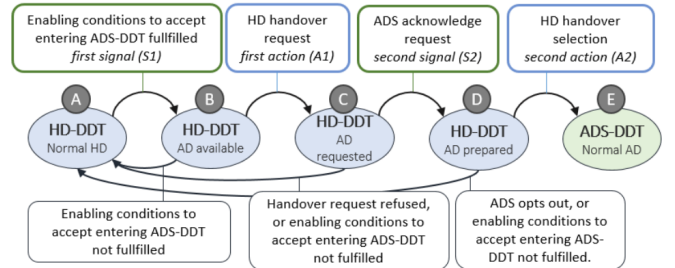 Enabling conditions to accept
entering ADS-DDT fullfilled
first signal (S1)
HD handover
request
first action (A1)
ADS acknowledge
request
second signal (S2)
HD handover
selection
second action (A2)
A
HD-DDT
Normal HD
B
HD-DDT
AD available
C
HD-DDT
AD
requested
D
HD-DDT
AD prepared
E
ADS-DDT
Normal AD
Enabling conditions to
accept entering ADS-DDT
not fulfilled
Handover request refused,
or enabling conditions to
accept entering ADS-DDT
not fulfilled
ADS opts out, or
enabling conditions to
accept entering ADS-
DDT not fulfilled.